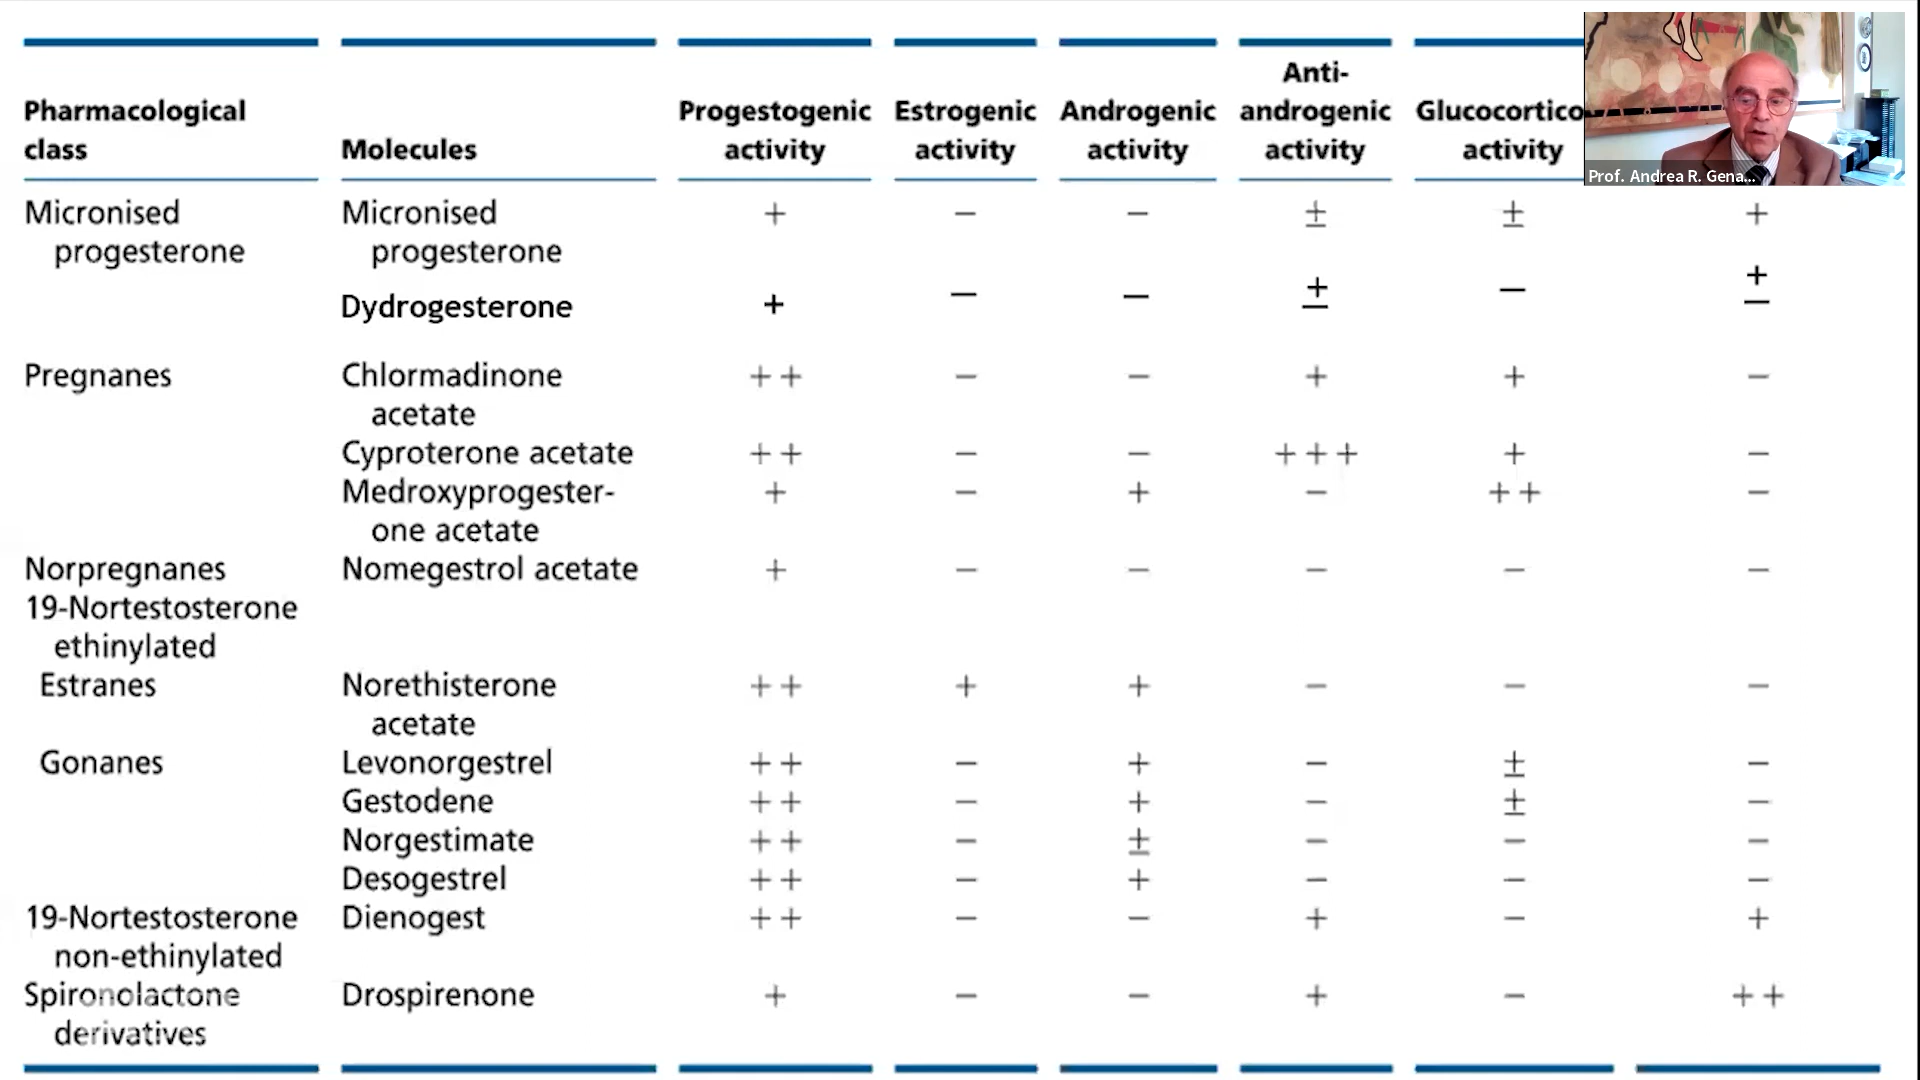 Pharmacological class
Molecules
Progestogenic activity
Estrogenic activity
Androgenic activity
Anti-androgenic activity
Glucocortico activity
Prof. Andrea R. Gena...
Micronised progesterone Micronised progesterone + − − ± ± +
Dydrogesterone + − − ± − ±
Pregnanes Chlormadinone acetate ++ − − + + −
Cyproterone acetate ++ − − +++ + −
Medroxyprogester-one acetate + − + − ++ −
Norpregnanes Nomegestrol acetate + − − − − −
19-Nortestosterone ethinylated
Estranes Norethisterone acetate ++ + + − − −
Gonanes Levonorgestrel ++ − + − ± −
Gestodene ++ − + − ± −
Norgestimate ++ − ± − − −
Desogestrel ++ − + − − −
19-Nortestosterone non-ethinylated Dienogest ++ − − + − +
Spironolactone derivatives Drospirenone + − − + − ++